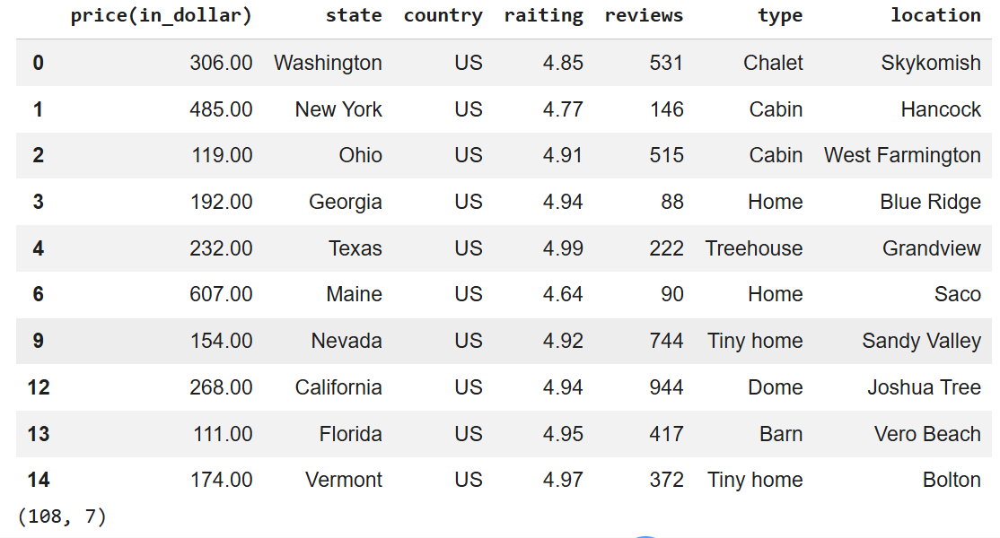 price(in_dollar) state country raiting reviews type location
0 306.00 Washington US 4.85 531 Chalet Skykomish
1 485.00 New York US 4.77 146 Cabin Hancock
2 119.00 Ohio US 4.91 515 Cabin West Farmington
3 192.00 Georgia US 4.94 88 Home Blue Ridge
4 232.00 Texas US 4.99 222 Treehouse Grandview
6 607.00 Maine US 4.64 90 Home Saco
9 154.00 Nevada US 4.92 744 Tiny home Sandy Valley
12 268.00 California US 4.94 944 Dome Joshua Tree
13 111.00 Florida US 4.95 417 Barn Vero Beach
14 174.00 Vermont US 4.97 372 Tiny home Bolton
(108, 7)